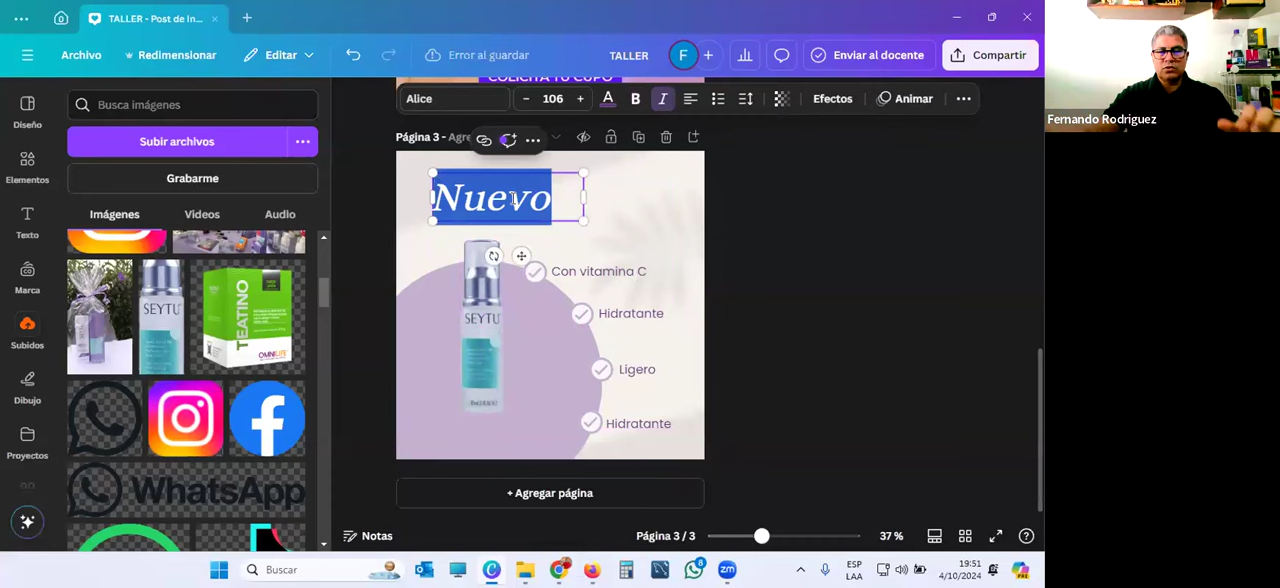 TALLER - Post de In...
Archivo
Redimensionar
Editar
Error al guardar
TALLER
F
Enviar al docente
Compartir
Fernando Rodriguez
Diseño
Elementos
Texto
Marca
Subidos
Dibujo
Proyectos
Busca imágenes
Subir archivos
Grabarme
Imágenes
Videos
Audio
SEYTU
TEATINO
OMNILIFE
WhatsApp
SOLICITA TU CUPO
Alice
106
A
B
I
Efectos
Animar
Página 3 - Agre
Nuevo
Con vitamina C
Hidratante
Ligero
Hidratante
SEYTU
+ Agregar página
Notas
Página 3 / 3
37 %
Buscar
8
zm
ESP
LAA
19:51
4/10/2024